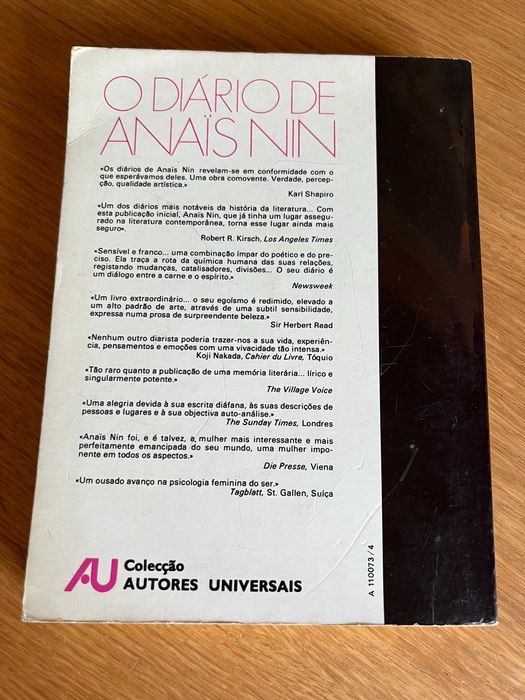 O DIÁRIO DE
ANAÏS NIN
«Os diários de Anaïs Nin revelam-se em conformidade com o
que esperávamos deles. Uma obra comovente. Verdade, percep-
ção, qualidade artística.»
Karl Shapiro
«Um dos diários mais notáveis da história da literatura... Com
esta publicação inicial, Anaïs Nin, que já tinha um lugar assegu-
rado na literatura contemporânea, torna esse lugar ainda mais
seguro».
Robert R. Kirsch, Los Angeles Times
«Sensível e franco... uma combinação ímpar do poético e do pre-
ciso. Ela traça a rota da química humana das suas relações,
registando mudanças, catalisadores, divisões... O seu diário é
um diálogo entre a carne e o espírito.»
Newsweek
«Um livro extraordinário... o seu egoísmo é redimido, elevado a
um alto padrão de arte, através de uma subtil sensibilidade,
expressa numa prosa de surpreendente beleza.»
Sir Herbert Read
«Nenhum outro diarista poderia trazer-nos a sua vida, experiên-
cia, pensamentos e emoções com uma vivacidade tão intensa.»
Koji Nakada, Cahier du Livre, Tóquio
«Tão raro quanto a publicação de uma memória literária... lírico e
singularmente potente.»
The Village Voice
«Uma alegria devida à sua escrita diáfana, às suas descrições de
pessoas e lugares e à sua objectiva auto-análise.»
The Sunday Times, Londres
«Anaïs Nin foi, e é talvez, a mulher mais interessante e mais
perfeitamente emancipada do seu mundo, uma mulher impo-
nente em todos os aspectos.»
Die Presse, Viena
«Um ousado avanço na psicologia feminina do ser.»
Tagblatt, St. Gallen, Suíça
AU Colecção
AUTORES UNIVERSAIS
A 110073/4